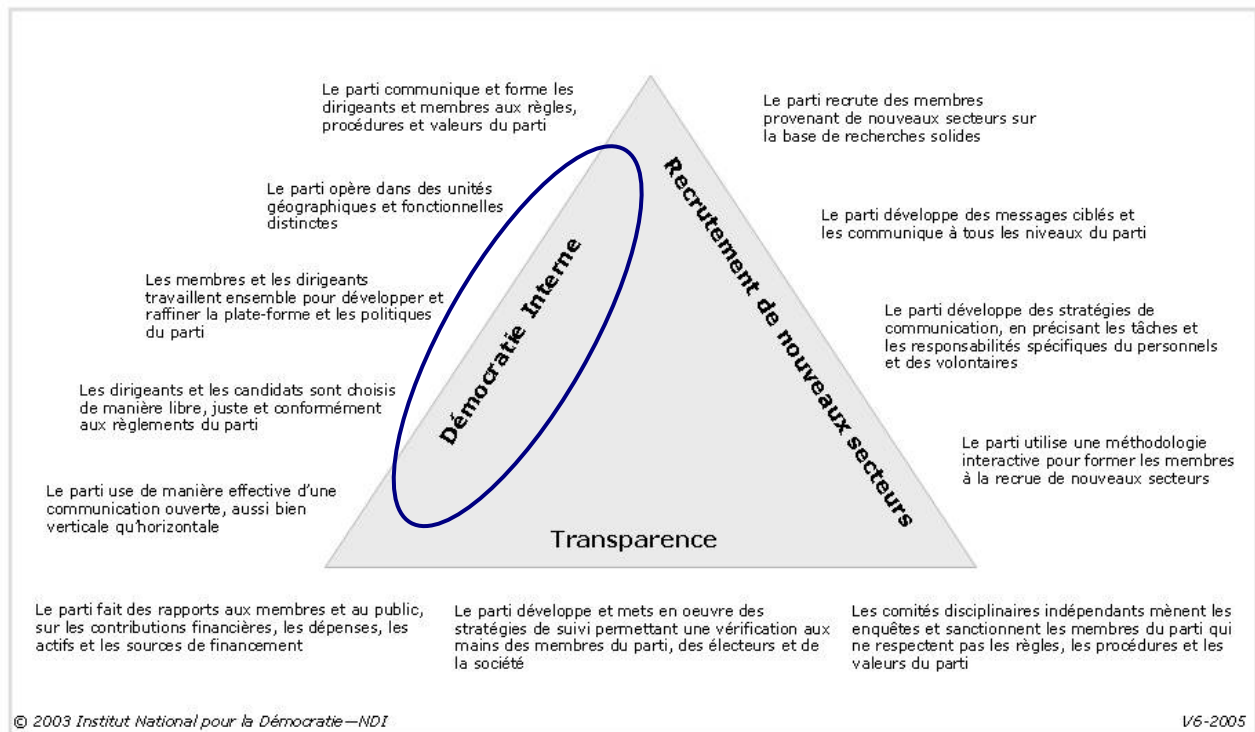 Le parti communique et forme les
dirigeants et membres aux règles,
procédures et valeurs du parti
Le parti opère dans des unités
géographiques et fonctionnelles
distinctes
Les membres et les dirigeants
travaillent ensemble pour développer et
raffiner la plate-forme et les politiques
du parti
Les dirigeants et les candidats sont choisis
de manière libre, juste et conformément
aux règlements du parti
Le parti use de manière effective d'une
communication ouverte, aussi bien
verticale qu'horizontale
Démocratie Interne
Recrutement de nouveaux secteurs
Transparence
Le parti recrute des membres
provenant de nouveaux secteurs sur
la base de recherches solides
Le parti développe des messages ciblés et
les communique à tous les niveaux du parti
Le parti développe des stratégies de
communication, en précisant les tâches et
les responsabilités spécifiques du personnels
et des volontaires
Le parti utilise une méthodologie
interactive pour former les membres
à la recrue de nouveaux secteurs
Le parti fait des rapports aux membres et au public,
sur les contributions financières, les dépenses, les
actifs et les sources de financement
Le parti développe et mets en oeuvre des
stratégies de suivi permettant une vérification aux
mains des membres du parti, des électeurs et de
la société
Les comités disciplinaires indépendants mènent les
enquêtes et sanctionnent les membres du parti qui
ne respectent pas les règles, les procédures et les
valeurs du parti
© 2003 Institut National pour la Démocratie—NDI
V6-2005